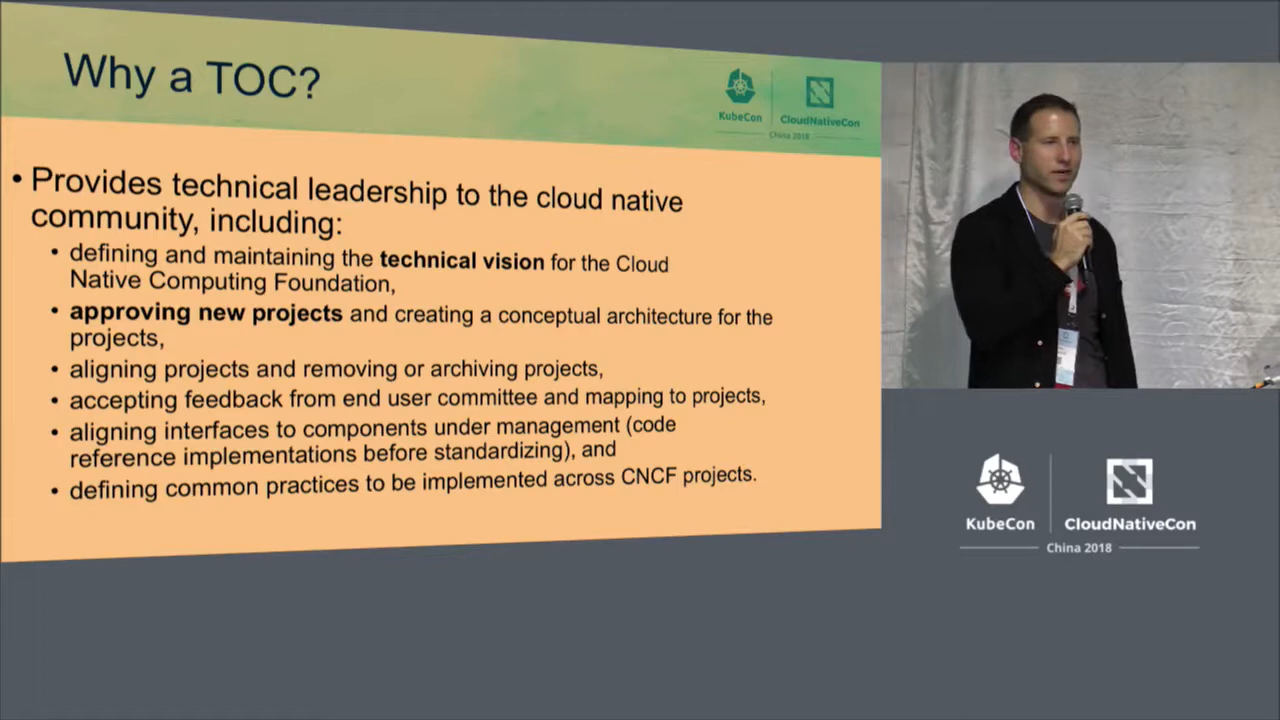 Why a TOC?
KubeCon
CloudNativeCon
China 2018
• Provides technical leadership to the cloud native
community, including:
• defining and maintaining the technical vision for the Cloud
Native Computing Foundation,
• approving new projects and creating a conceptual architecture for the
projects,
• aligning projects and removing or archiving projects,
• accepting feedback from end user committee and mapping to projects,
• aligning interfaces to components under management (code
reference implementations before standardizing), and
• defining common practices to be implemented across CNCF projects.
KubeCon
CloudNativeCon
China 2018